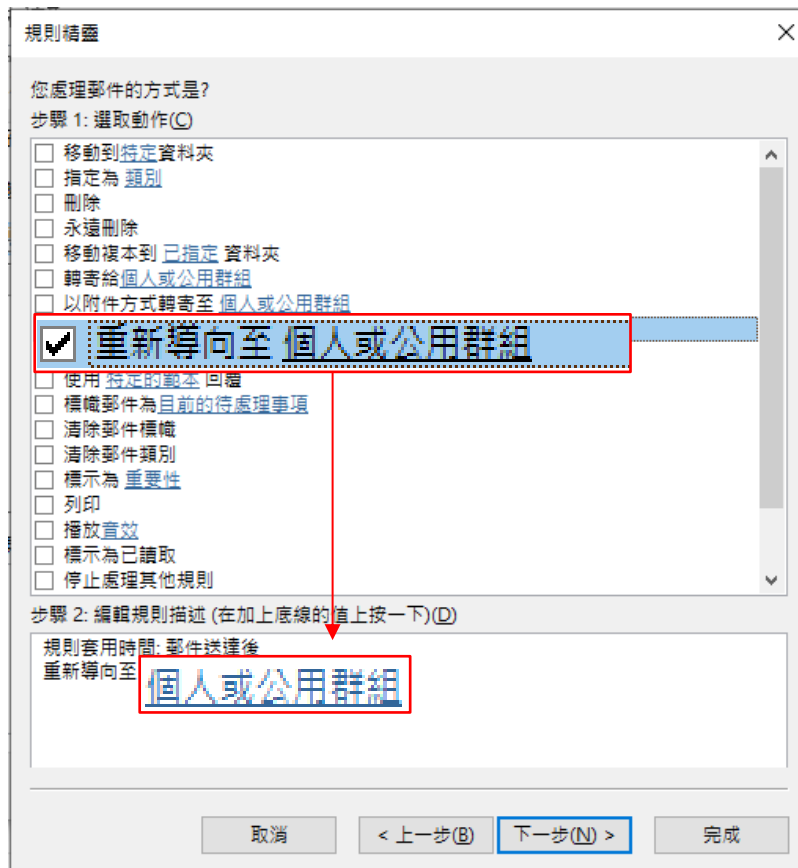 規則精靈
您處理郵件的方式是?
步驟 1: 選取動作(C)
移動到特定資料夾
指定為 類別
刪除
永遠刪除
移動複本到 已指定 資料夾
轉寄給個人或公用群組
以附件方式轉寄至 個人或公用群組
重新導向至 個人或公用群組
使用 特定的範本 回覆
標幟郵件為目前的待處理事項
清除郵件標幟
清除郵件類別
標示為 重要性
列印
播放音效
標示為已讀取
停止處理其他規則
步驟 2: 編輯規則描述 (在加上底線的值上按一下)(D)
規則套用時間: 郵件送達後
重新導向至 個人或公用群組
取消
< 上一步(B)
下一步(N) >
完成